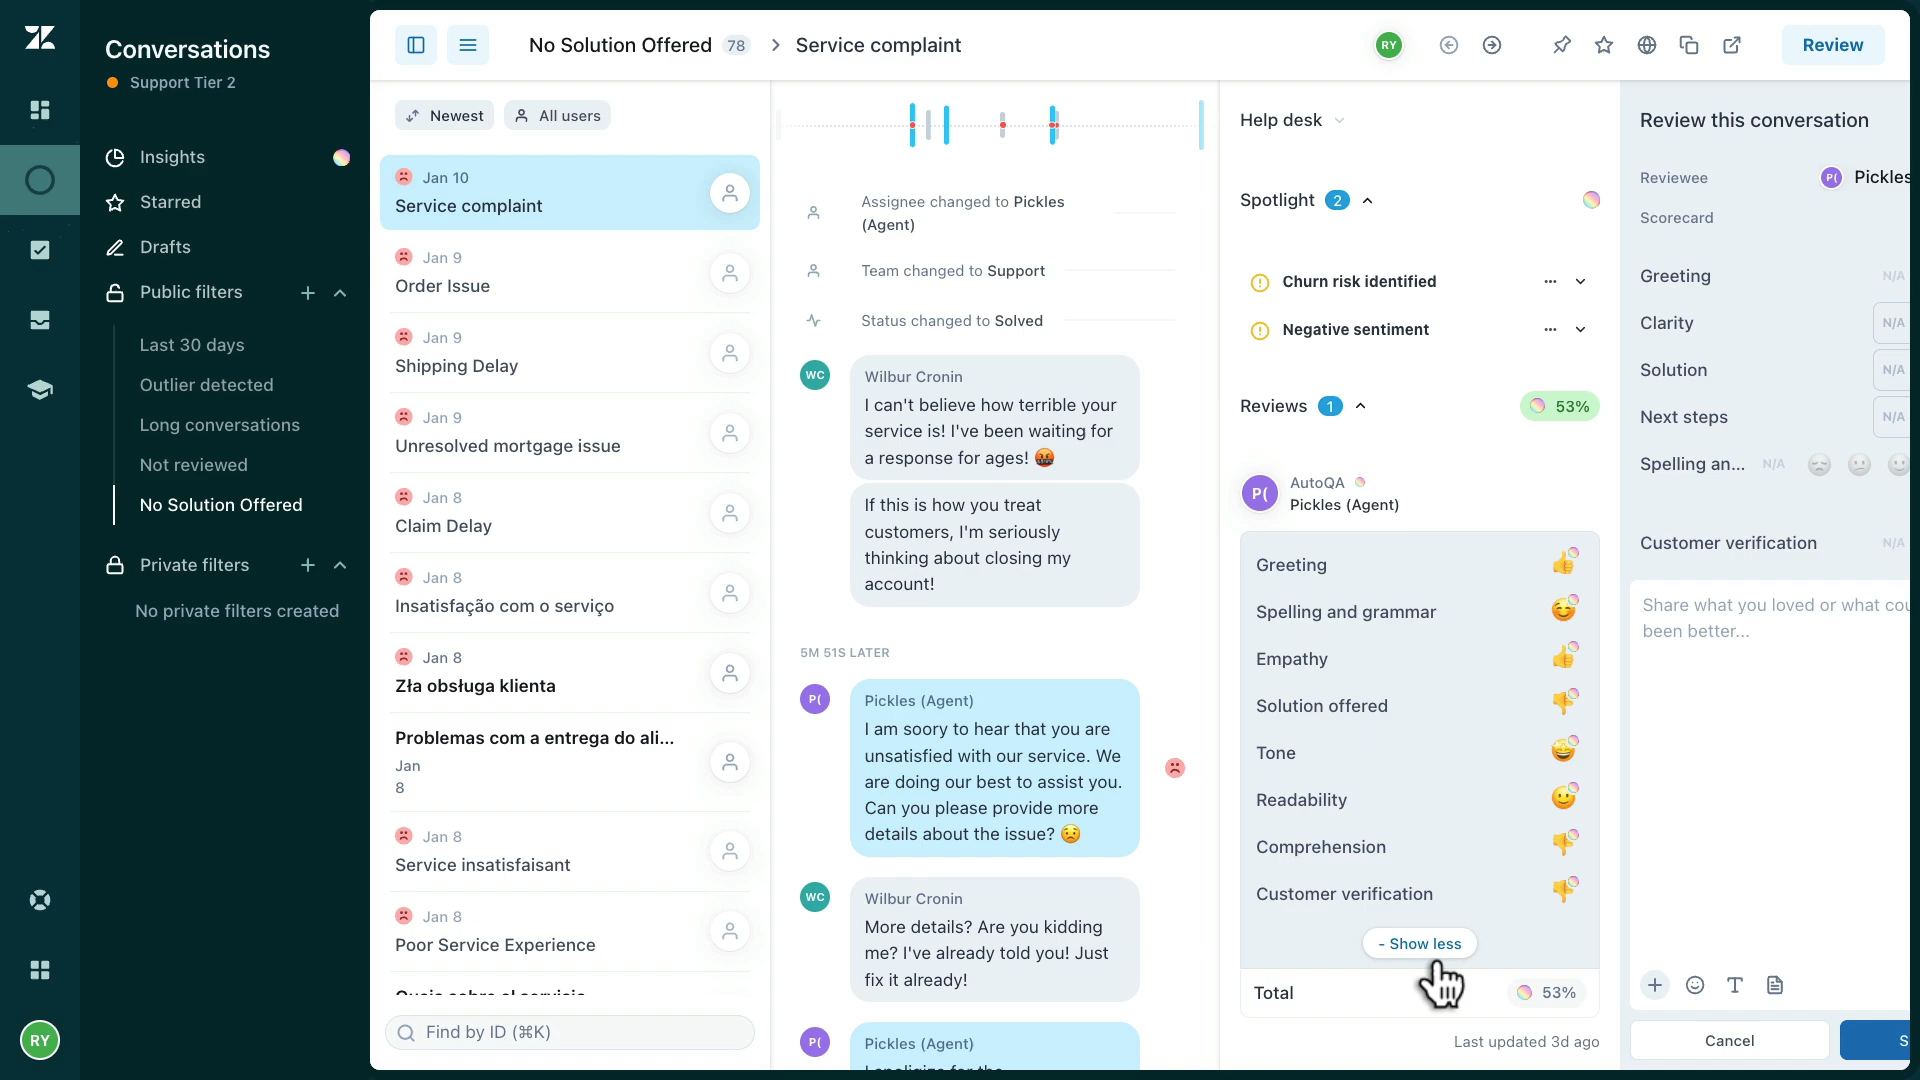 Conversations
Support Tier 2
Insights
Starred
Drafts
Public filters
Last 30 days
Outlier detected
Long conversations
Not reviewed
No Solution Offered
Private filters
No private filters created
RY
No Solution Offered 78 > Service complaint
RY
Review
Newest
All users
Jan 10
Service complaint
Jan 9
Order Issue
Jan 9
Shipping Delay
Jan 9
Unresolved mortgage issue
Jan 8
Claim Delay
Jan 8
Insatisfação com o serviço
Jan 8
Zła obsługa klienta
Problemas com a entrega do ali...
Jan
8
Jan 8
Service insatisfaisant
Jan 8
Poor Service Experience
Find by ID (⌘K)
Assignee changed to Pickles
(Agent)
Team changed to Support
Status changed to Solved
WC
Wilbur Cronin
I can't believe how terrible your
service is! I've been waiting for
a response for ages! 🤬
If this is how you treat
customers, I'm seriously
thinking about closing my
account!
5M 51S LATER
P(
Pickles (Agent)
I am soory to hear that you are
unsatisfied with our service. We
are doing our best to assist you.
Can you please provide more
details about the issue? 😟
WC
Wilbur Cronin
More details? Are you kidding
me? I've already told you! Just
fix it already!
P(
Pickles (Agent)
Help desk
Spotlight 2
Churn risk identified
Negative sentiment
Reviews 1
53%
P(
AutoQA
Pickles (Agent)
Greeting
Spelling and grammar
Empathy
Solution offered
Tone
Readability
Comprehension
Customer verification
- Show less
Total
53%
Last updated 3d ago
Review this conversation
Reviewee
P( Pickles
Scorecard
Greeting N/A
Clarity N/A
Solution N/A
Next steps N/A
Spelling an... N/A
Customer verification N/A
Share what you loved or what cou
been better...
Cancel
S